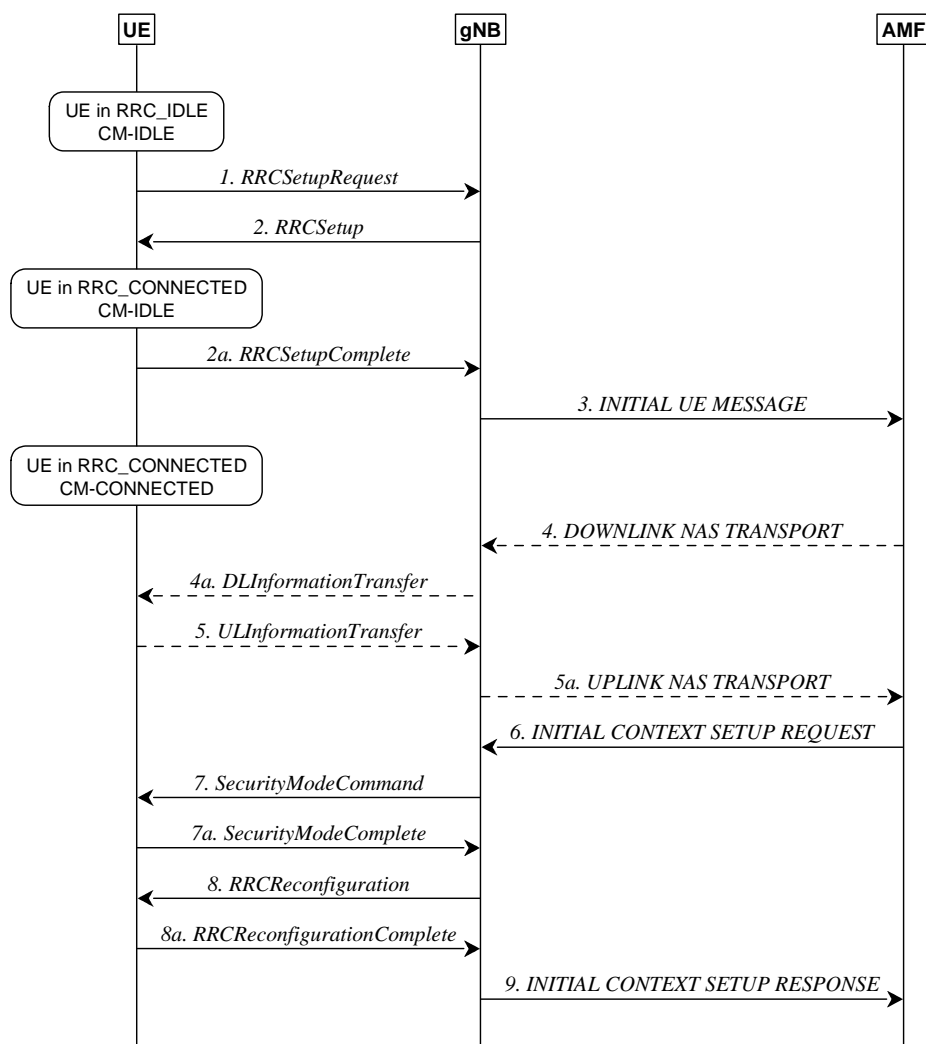 UE
gNB
AMF
UE in RRC_IDLE
CM-IDLE
1. RRCSetupRequest
2. RRCSetup
UE in RRC_CONNECTED
CM-IDLE
2a. RRCSetupComplete
3. INITIAL UE MESSAGE
UE in RRC_CONNECTED
CM-CONNECTED
4. DOWNLINK NAS TRANSPORT
4a. DLInformationTransfer
5. ULInformationTransfer
5a. UPLINK NAS TRANSPORT
6. INITIAL CONTEXT SETUP REQUEST
7. SecurityModeCommand
7a. SecurityModeComplete
8. RRCReconfiguration
8a. RRCReconfigurationComplete
9. INITIAL CONTEXT SETUP RESPONSE